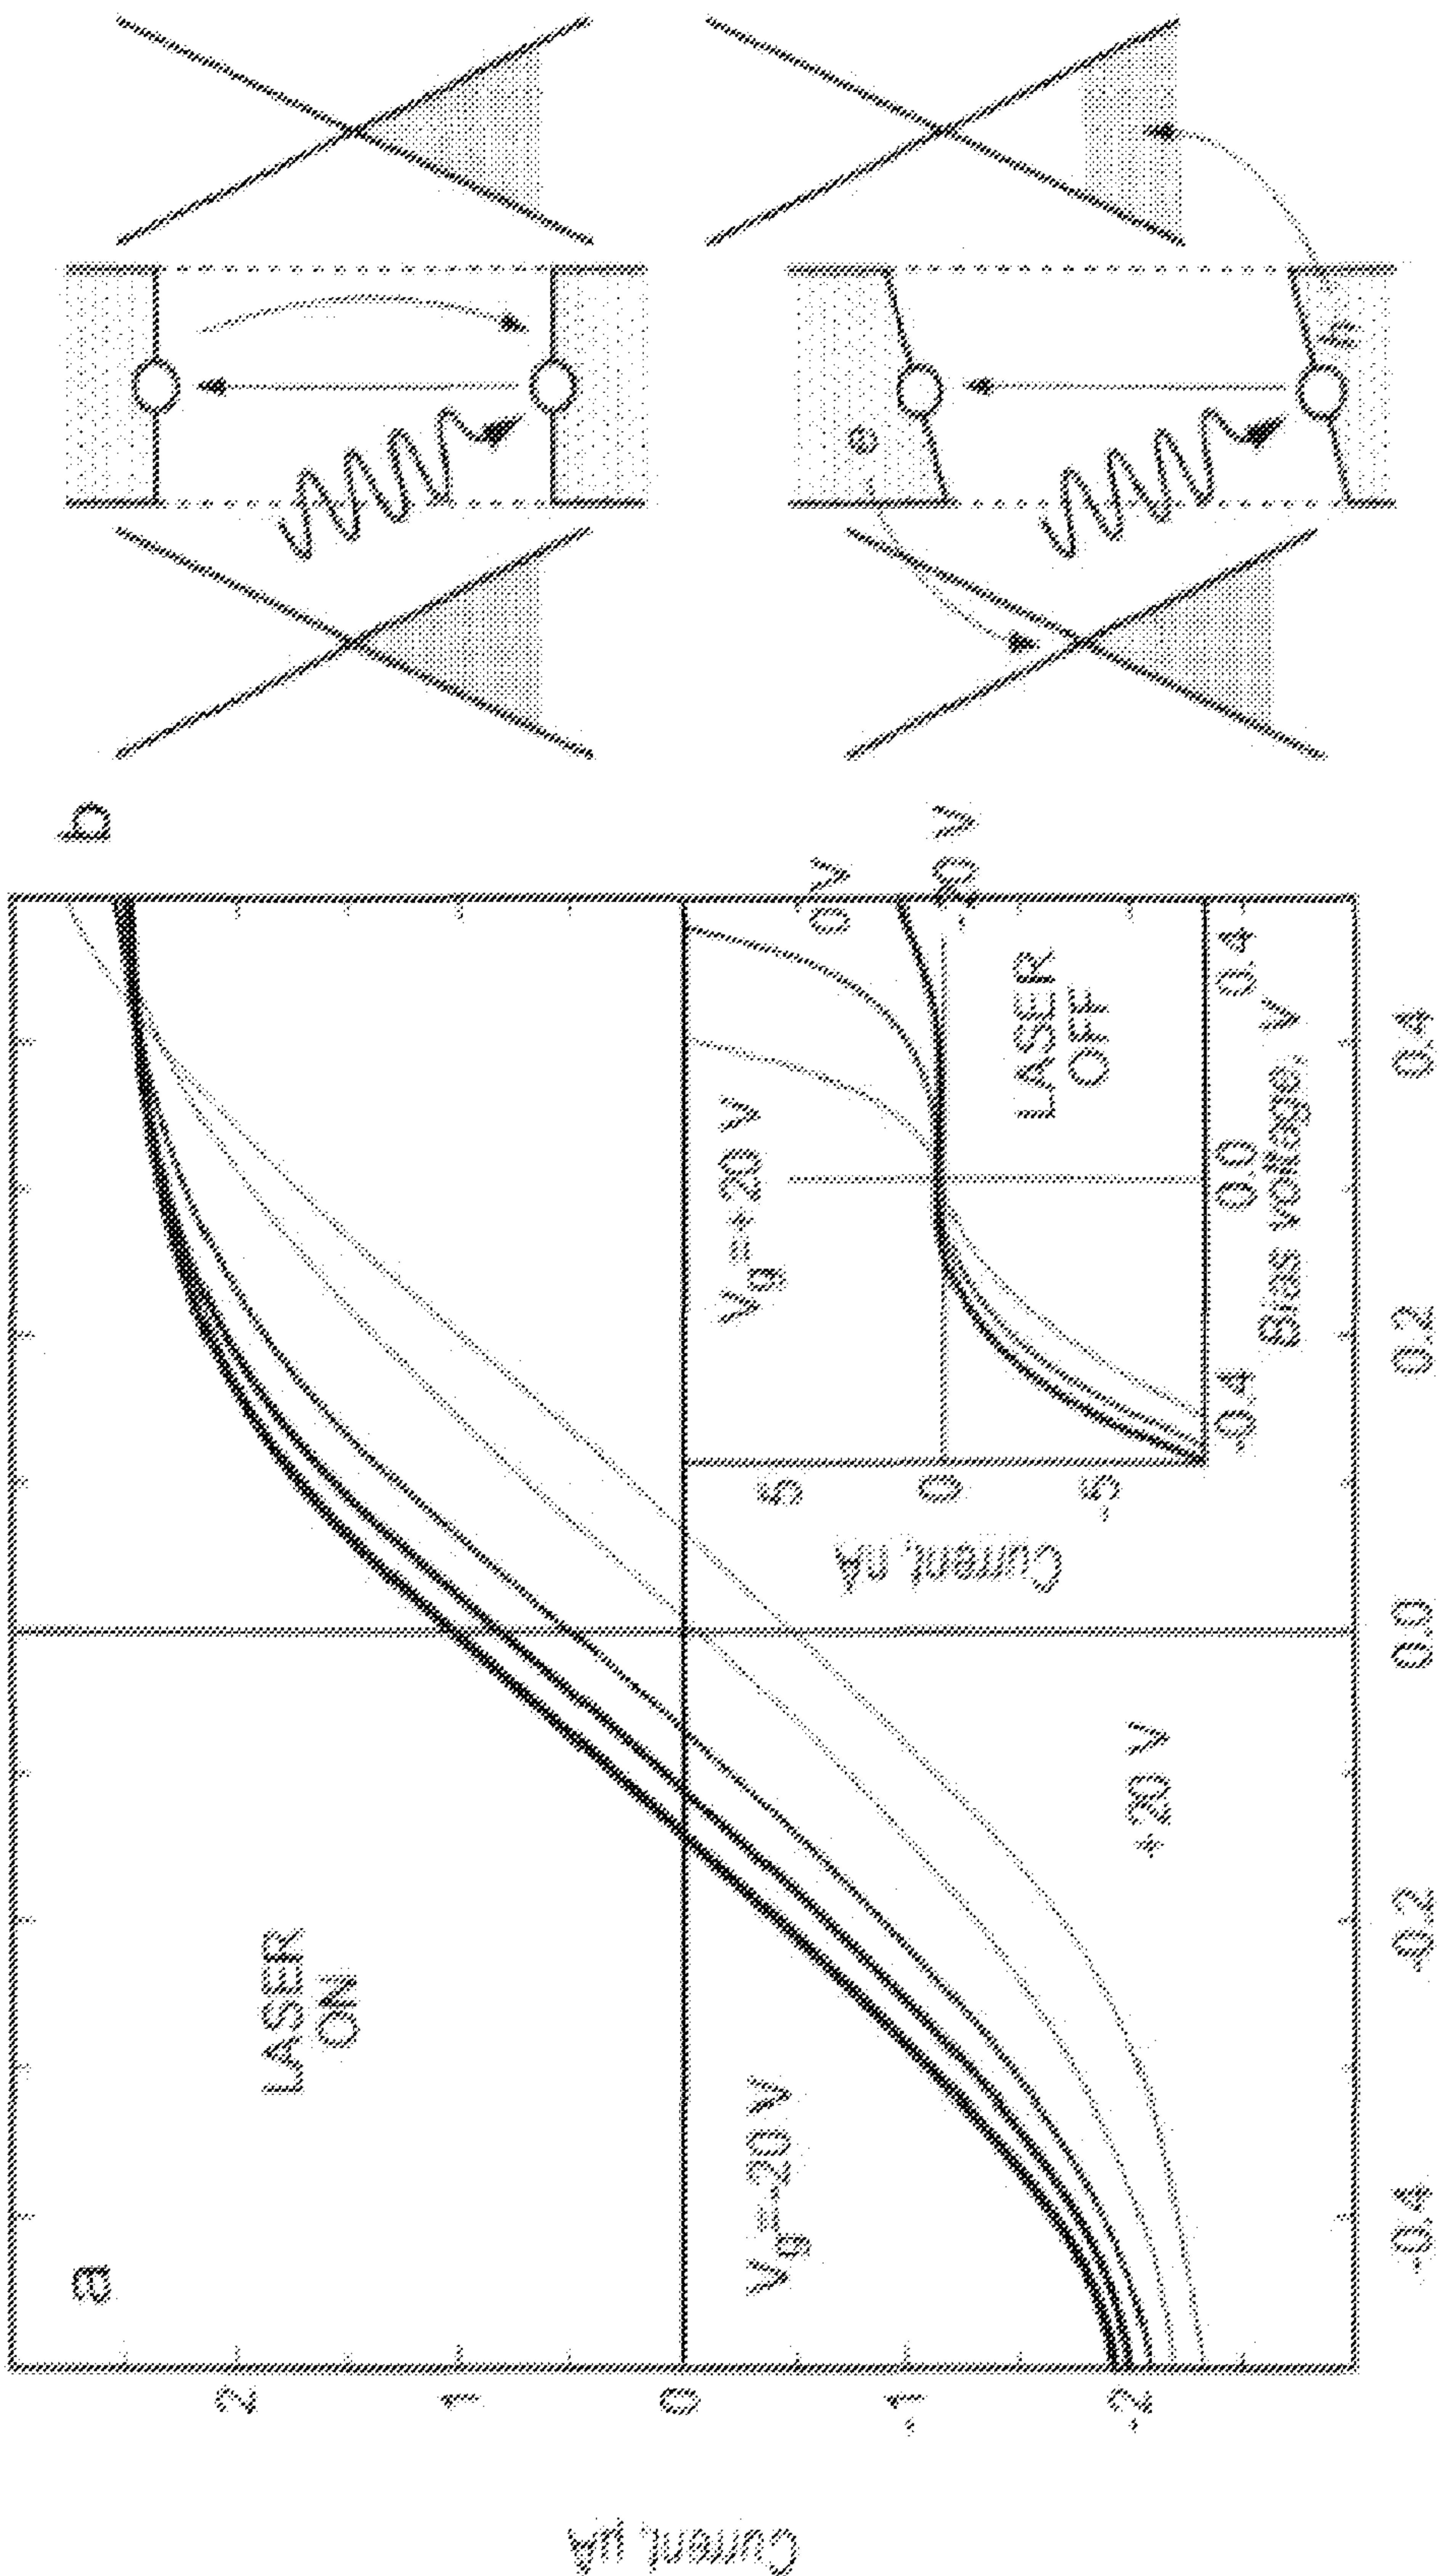 a
LASER
ON
Current, µA
2
1
0
-1
-2
Vg=-20 V
+20 V
-0.4
-0.2
0.0
0.2
0.4
Vg=+20 V
0V
Current, nA
5
0
-5
LASER
OFF
-0.4
0.0
0.4
Bias voltage, V
b
e
h